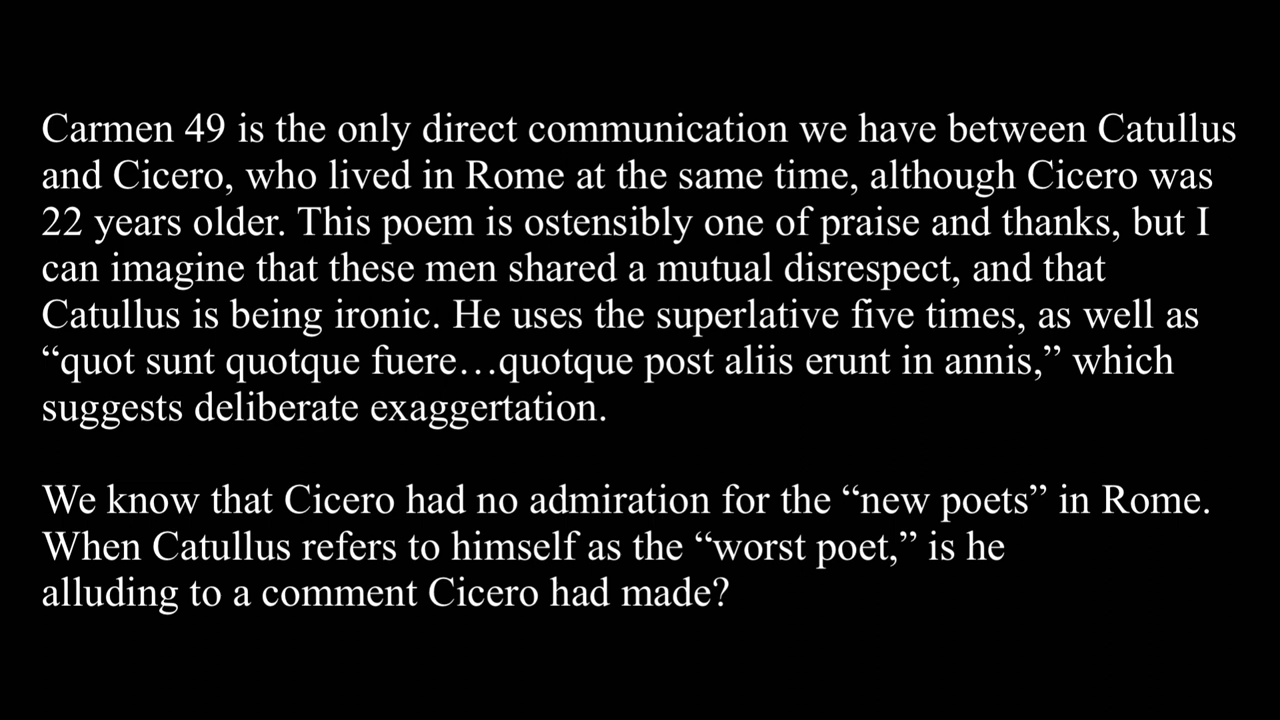 Carmen 49 is the only direct communication we have between Catullus
and Cicero, who lived in Rome at the same time, although Cicero was
22 years older. This poem is ostensibly one of praise and thanks, but I
can imagine that these men shared a mutual disrespect, and that
Catullus is being ironic. He uses the superlative five times, as well as
“quot sunt quotque fuere…quotque post aliis erunt in annis,” which
suggests deliberate exaggertation.
We know that Cicero had no admiration for the “new poets” in Rome.
When Catullus refers to himself as the “worst poet,” is he
alluding to a comment Cicero had made?